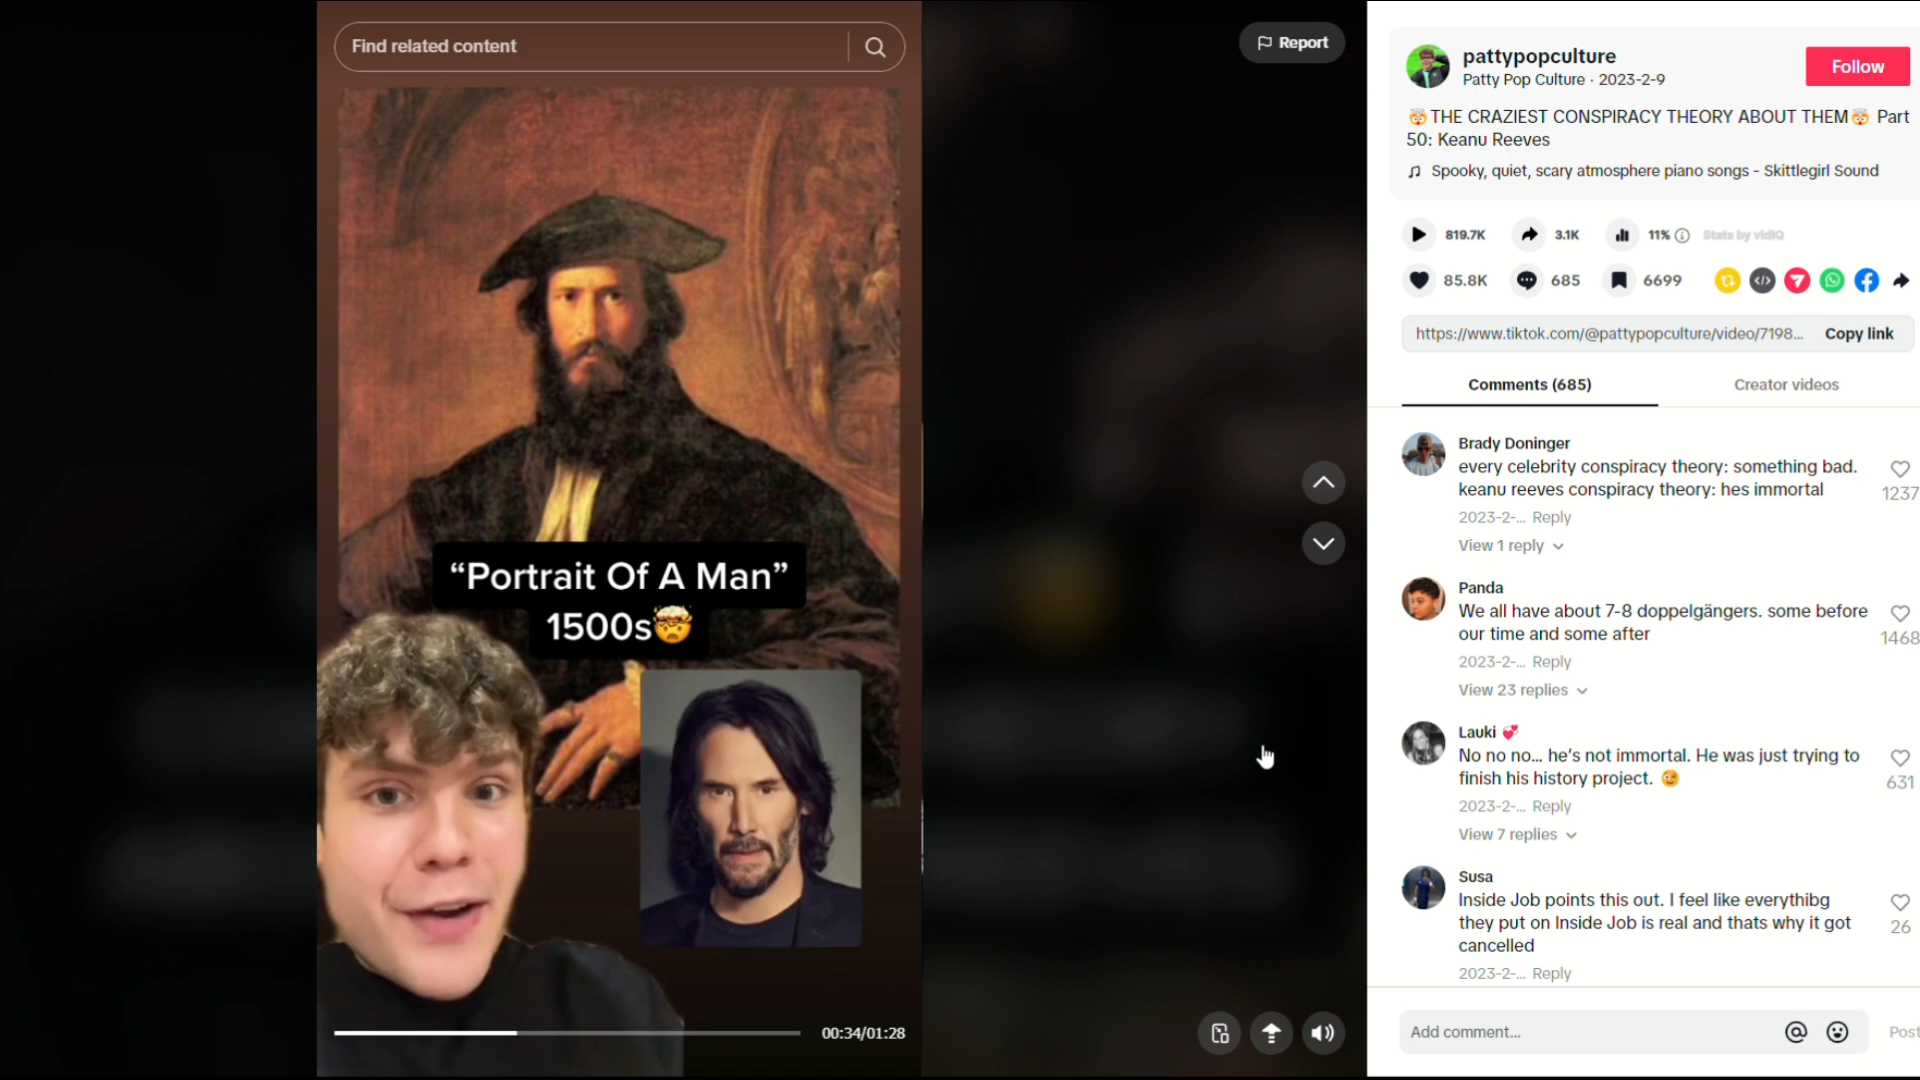 Find related content
Report
“Portrait Of A Man”
1500s🤯
00:34/01:28
pattypopculture
Patty Pop Culture · 2023-2-9
Follow
🤯THE CRAZIEST CONSPIRACY THEORY ABOUT THEM🤯 Part
50: Keanu Reeves
Spooky, quiet, scary atmosphere piano songs - Skittlegirl Sound
819.7K 3.1K 11% Stats by vidIQ
85.8K 685 6699
https://www.tiktok.com/@pattypopculture/video/7198... Copy link
Comments (685) Creator videos
Brady Doninger
every celebrity conspiracy theory: something bad.
keanu reeves conspiracy theory: hes immortal
1237
2023-2-... Reply
View 1 reply
Panda
We all have about 7-8 doppelgängers. some before
our time and some after
1468
2023-2-... Reply
View 23 replies
Lauki 💞
No no no... he’s not immortal. He was just trying to
finish his history project. 😉
631
2023-2-... Reply
View 7 replies
Susa
Inside Job points this out. I feel like everythibg
they put on Inside Job is real and thats why it got
cancelled
26
2023-2-... Reply
Add comment... Post